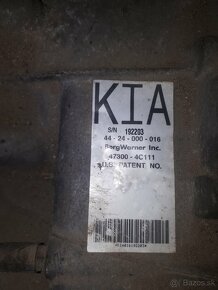 KIA
S/N 192203
44-24-000-016
BorgWarner Inc.
47300-4C111
U.S. PATENT NO.
bazos.sk